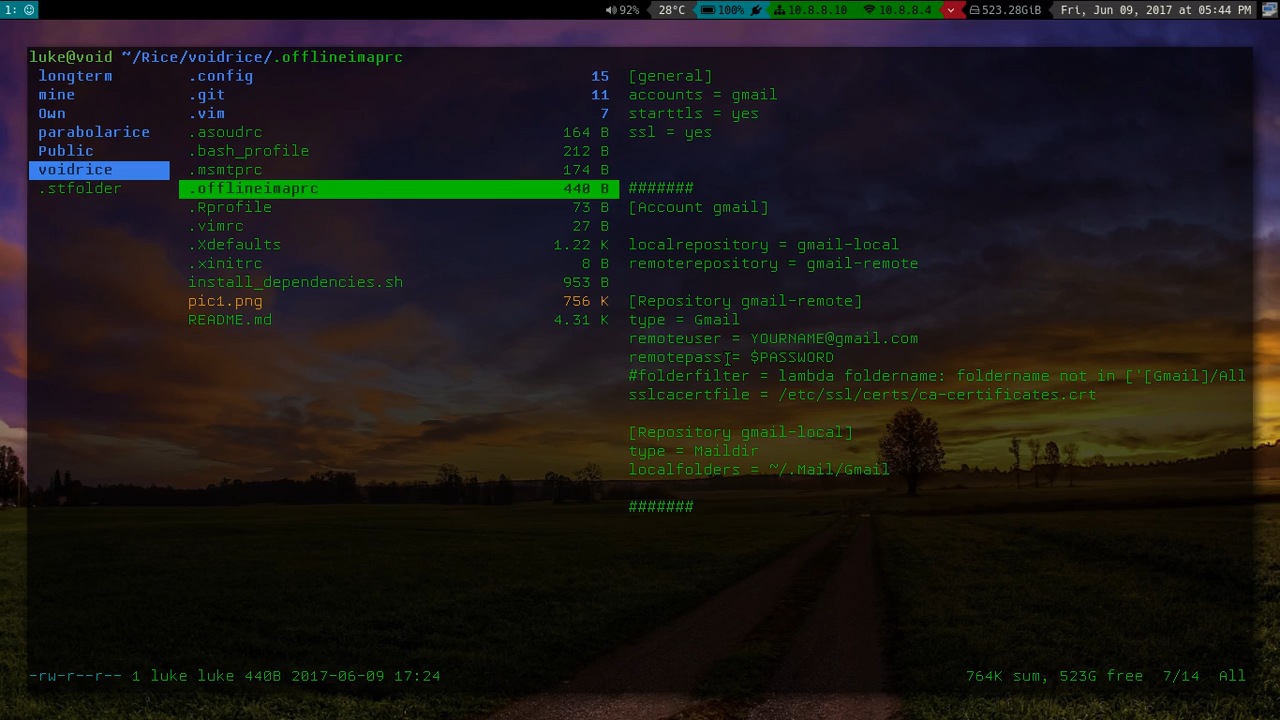 1: ☺ 92% 28°C 100% 10.8.8.10 10.8.8.4 523.28GiB Fri, Jun 09, 2017 at 05:44 PM
luke@void ~/Rice/voidrice/.offlineimaprc
longterm .config 15 [general]
mine .git 11 accounts = gmail
Own .vim 7 starttls = yes
parabolarice .asoudrc 164 B ssl = yes
Public .bash_profile 212 B
voidrice .msmtprc 174 B
.stfolder .offlineimaprc 440 B #######
.Rprofile 73 B [Account gmail]
.vimrc 27 B
.Xdefaults 1.22 K localrepository = gmail-local
.xinitrc 8 B remoterepository = gmail-remote
install_dependencies.sh 953 B
pic1.png 756 K [Repository gmail-remote]
README.md 4.31 K type = Gmail
remoteuser = YOURNAME@gmail.com
remotepass = $PASSWORD
#folderfilter = lambda foldername: foldername not in ['[Gmail]/All
sslcacertfile = /etc/ssl/certs/ca-certificates.crt
[Repository gmail-local]
type = Maildir
localfolders = ~/.Mail/Gmail
#######
-rw-r--r-- 1 luke luke 440B 2017-06-09 17:24 764K sum, 523G free 7/14 All